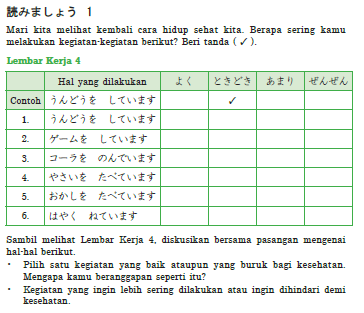 読みましょう 1
Mari kita melihat kembali cara hidup sehat kita. Berapa sering kamu
melakukan kegiatan-kegiatan berikut? Beri tanda ( ✓ ).
Lembar Kerja 4
Hal yang dilakukan よく ときどき あまり ぜんぜん
Contoh うんどうを しています ✓
1. うんどうを しています
2. ゲームを しています
3. コーラを のんでいます
4. やさいを たべています
5. おかしを たべています
6. はやく ねています
Sambil melihat Lembar Kerja 4, diskusikan bersama pasangan mengenai
hal-hal berikut.
• Pilih satu kegiatan yang baik ataupun yang buruk bagi kesehatan.
Mengapa kamu beranggapan seperti itu?
• Kegiatan yang ingin lebih sering dilakukan atau ingin dihindari demi
kesehatan.